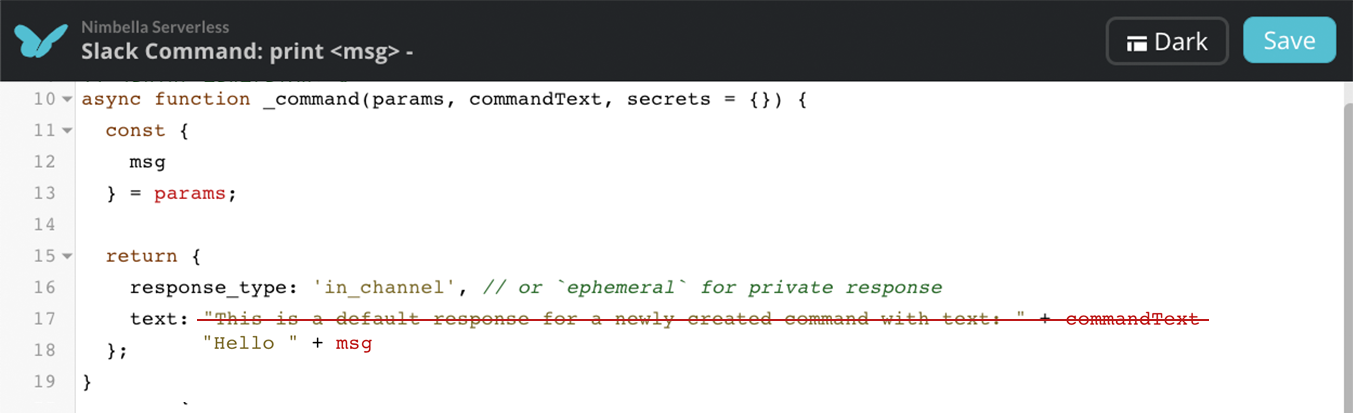 Nimbella Serverless
Slack Command: print <msg> -
Dark
Save
10 async function _command(params, commandText, secrets = {}) {
11 const {
12 msg
13 } = params;
14
15 return {
16 response_type: 'in_channel', // or `ephemeral` for private response
17 text: "This is a default response for a newly created command with text: " + commandText
"Hello " + msg
18 };
19 }